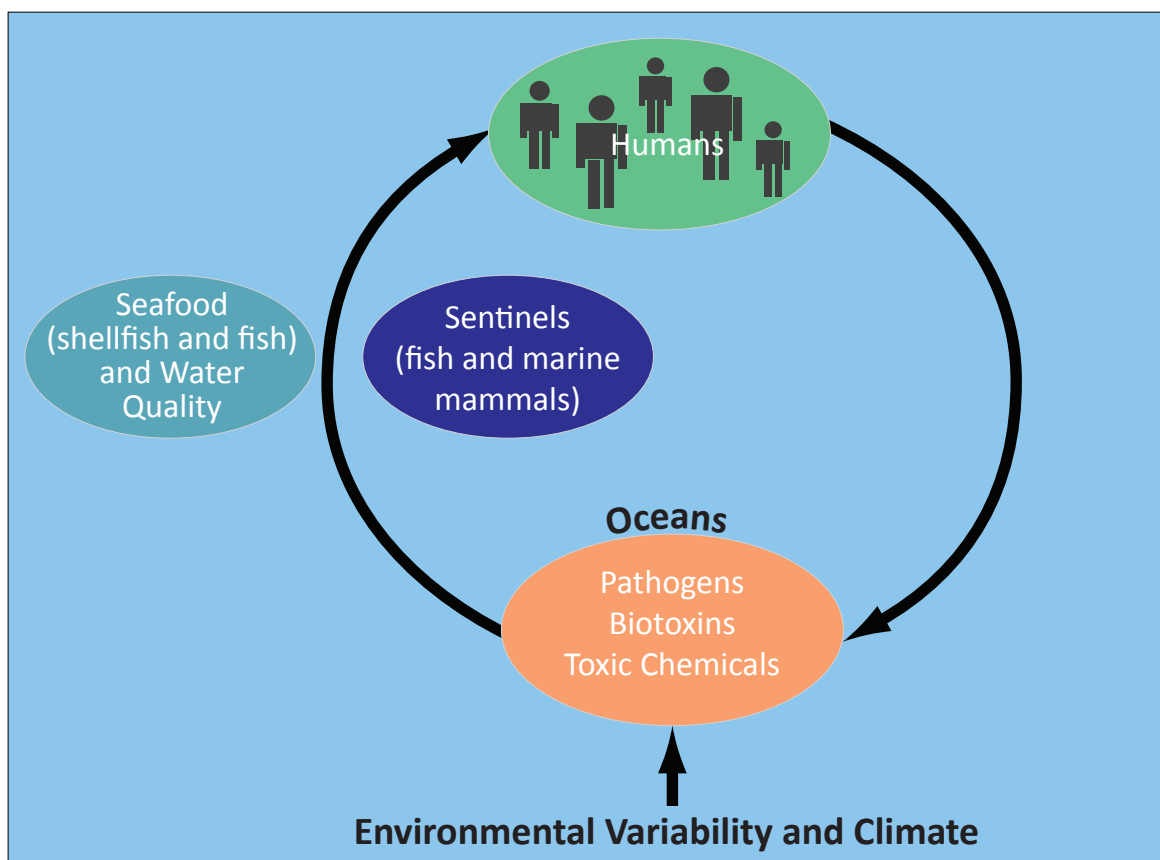 Humans
Seafood
(shellfish and fish)
and Water
Quality
Sentinels
(fish and marine
mammals)
Oceans
Pathogens
Biotoxins
Toxic Chemicals
Environmental Variability and Climate